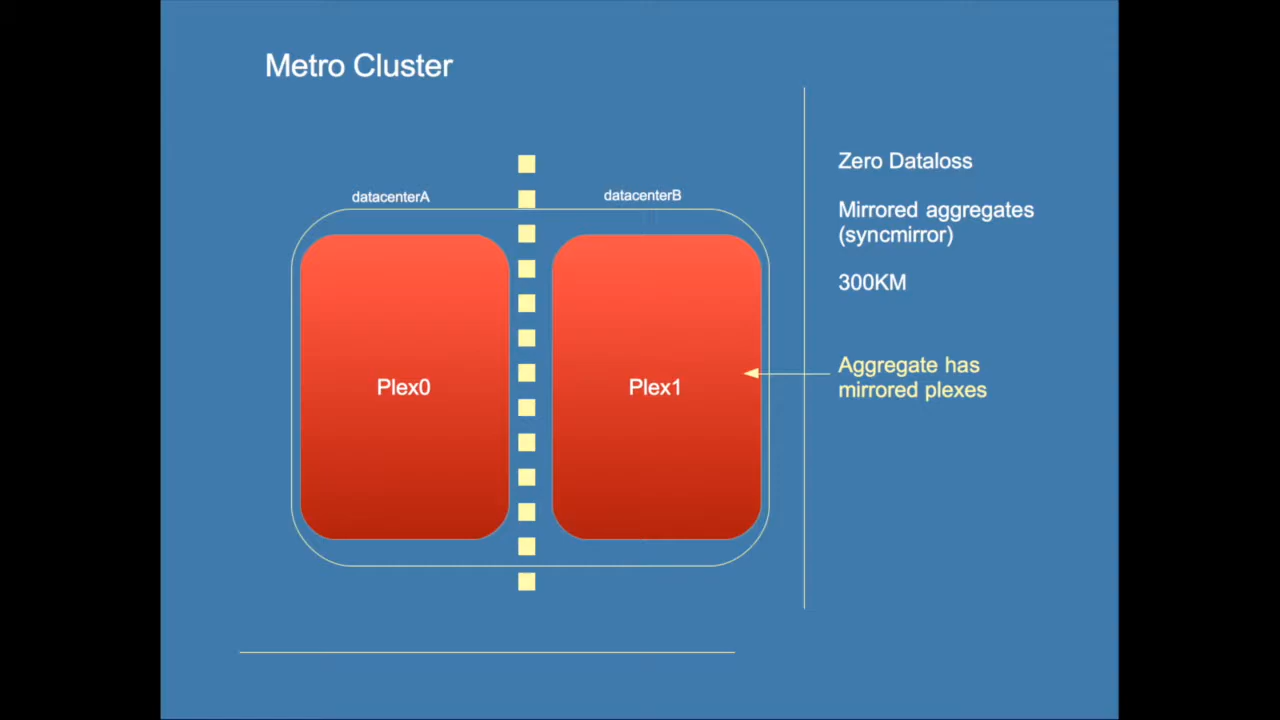 Metro Cluster
datacenterA
datacenterB
Plex0
Plex1
Zero Dataloss
Mirrored aggregates
(syncmirror)
300KM
Aggregate has
mirrored plexes